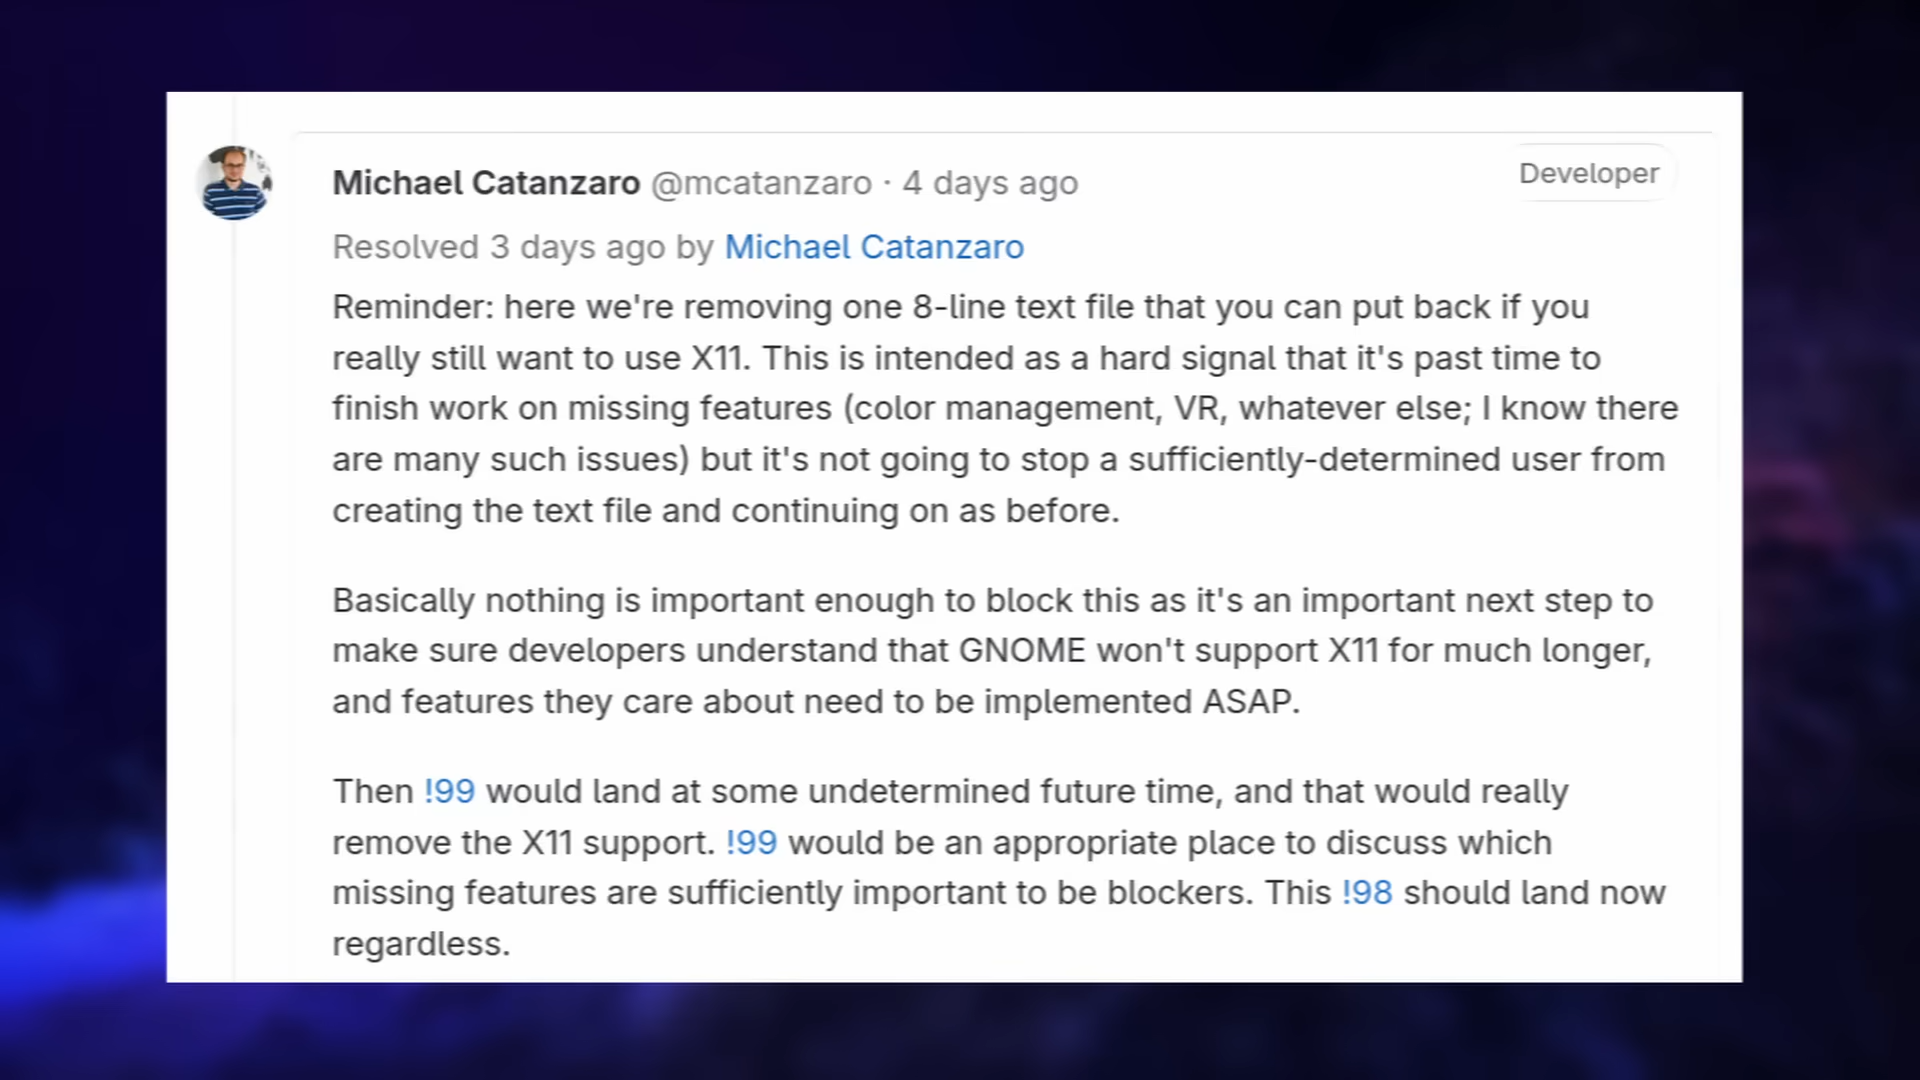 Michael Catanzaro @mcatanzaro · 4 days ago
Developer
Resolved 3 days ago by Michael Catanzaro
Reminder: here we're removing one 8-line text file that you can put back if you
really still want to use X11. This is intended as a hard signal that it's past time to
finish work on missing features (color management, VR, whatever else; I know there
are many such issues) but it's not going to stop a sufficiently-determined user from
creating the text file and continuing on as before.
Basically nothing is important enough to block this as it's an important next step to
make sure developers understand that GNOME won't support X11 for much longer,
and features they care about need to be implemented ASAP.
Then !99 would land at some undetermined future time, and that would really
remove the X11 support. !99 would be an appropriate place to discuss which
missing features are sufficiently important to be blockers. This !98 should land now
regardless.